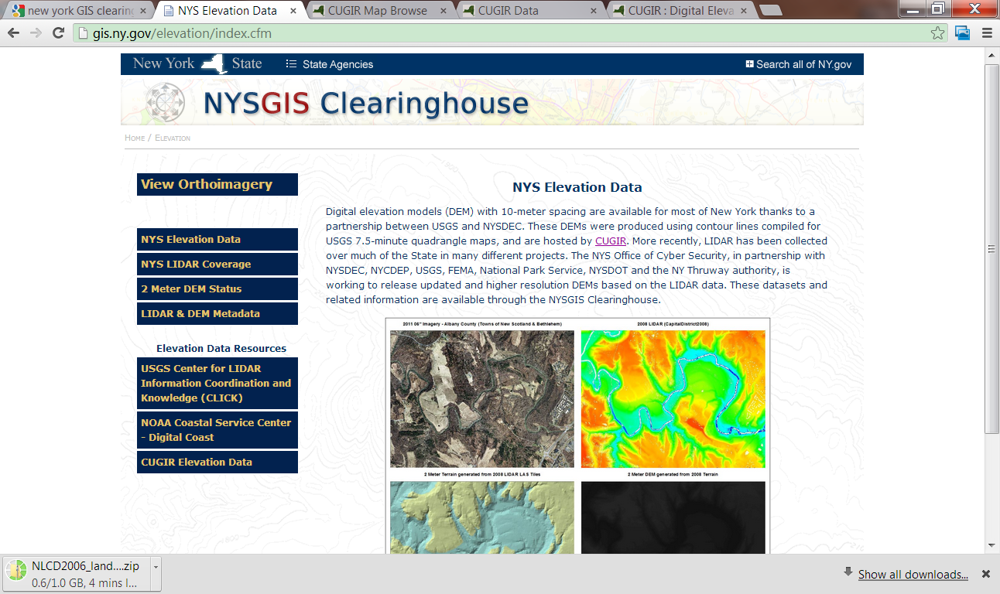 new york GIS clearing
NYS Elevation Data
CUGIR Map Browse
CUGIR Data
CUGIR : Digital Eleva
gis.ny.gov/elevation/index.cfm
New York State
State Agencies
Search all of NY.gov
NYSGIS Clearinghouse
Home / Elevation
View Orthoimagery
NYS Elevation Data
NYS LIDAR Coverage
2 Meter DEM Status
LIDAR & DEM Metadata
Elevation Data Resources
USGS Center for LIDAR
Information Coordination and
Knowledge (CLICK)
NOAA Coastal Service Center
- Digital Coast
CUGIR Elevation Data
NYS Elevation Data
Digital elevation models (DEM) with 10-meter spacing are available for most of New York thanks to a
partnership between USGS and NYSDEC. These DEMs were produced using contour lines compiled for
USGS 7.5-minute quadrangle maps, and are hosted by CUGIR. More recently, LIDAR has been collected
over much of the State in many different projects. The NYS Office of Cyber Security, in partnership with
NYSDEC, NYCDEP, USGS, FEMA, National Park Service, NYSDOT and the NY Thruway authority, is
working to release updated and higher resolution DEMs based on the LIDAR data. These datasets and
related information are available through the NYSGIS Clearinghouse.
2011 06" Imagery - Albany County (Towns of New Scotland & Bethlehem)
2008 LIDAR (CapitalDistrict2008)
2 Meter Terrain generated from 2008 LIDAR LAS Tiles
2 Meter DEM generated from 2008 Terrain
NLCD2006_land....zip
0.6/1.0 GB, 4 mins l...
Show all downloads...